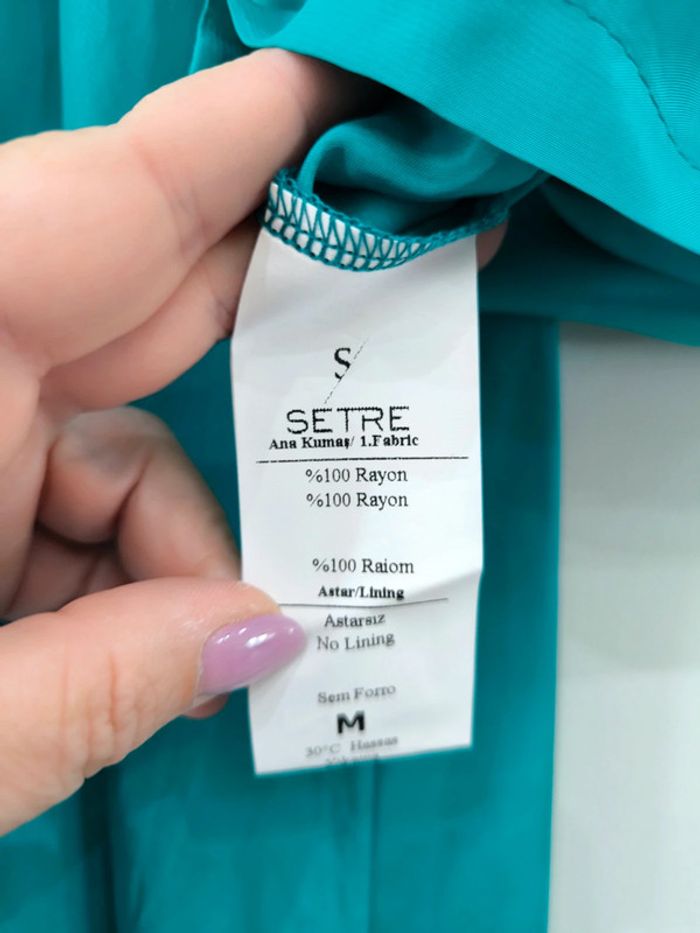 S
SETRE
Ana Kumaş/ 1.Fabric
%100 Rayon
%100 Rayon
%100 Raiom
Astar/Lining
Astarsız
No Lining
Sem Forro
M
30°C Hassas